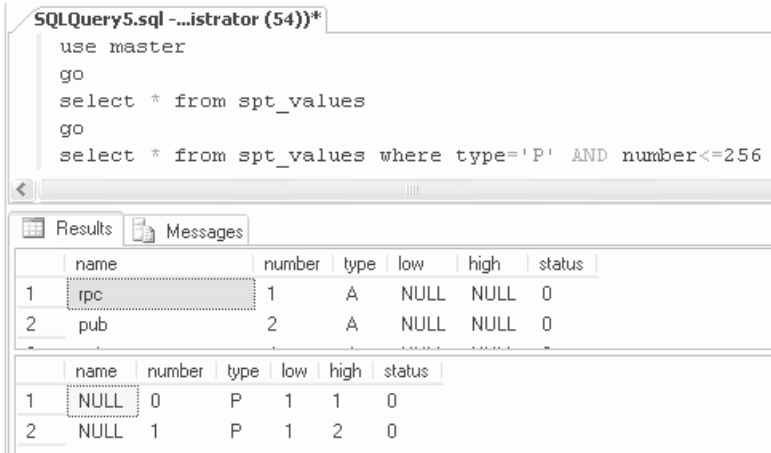 SQLQuery5.sql -...istrator (54))*
use master
go
select * from spt_values
go
select * from spt_values where type='P' AND number<=256
Results Messages
name number type low high status
1 rpc 1 A NULL NULL 0
2 pub 2 A NULL NULL 0
name number type low high status
1 NULL 0 P 1 1 0
2 NULL 1 P 1 2 0